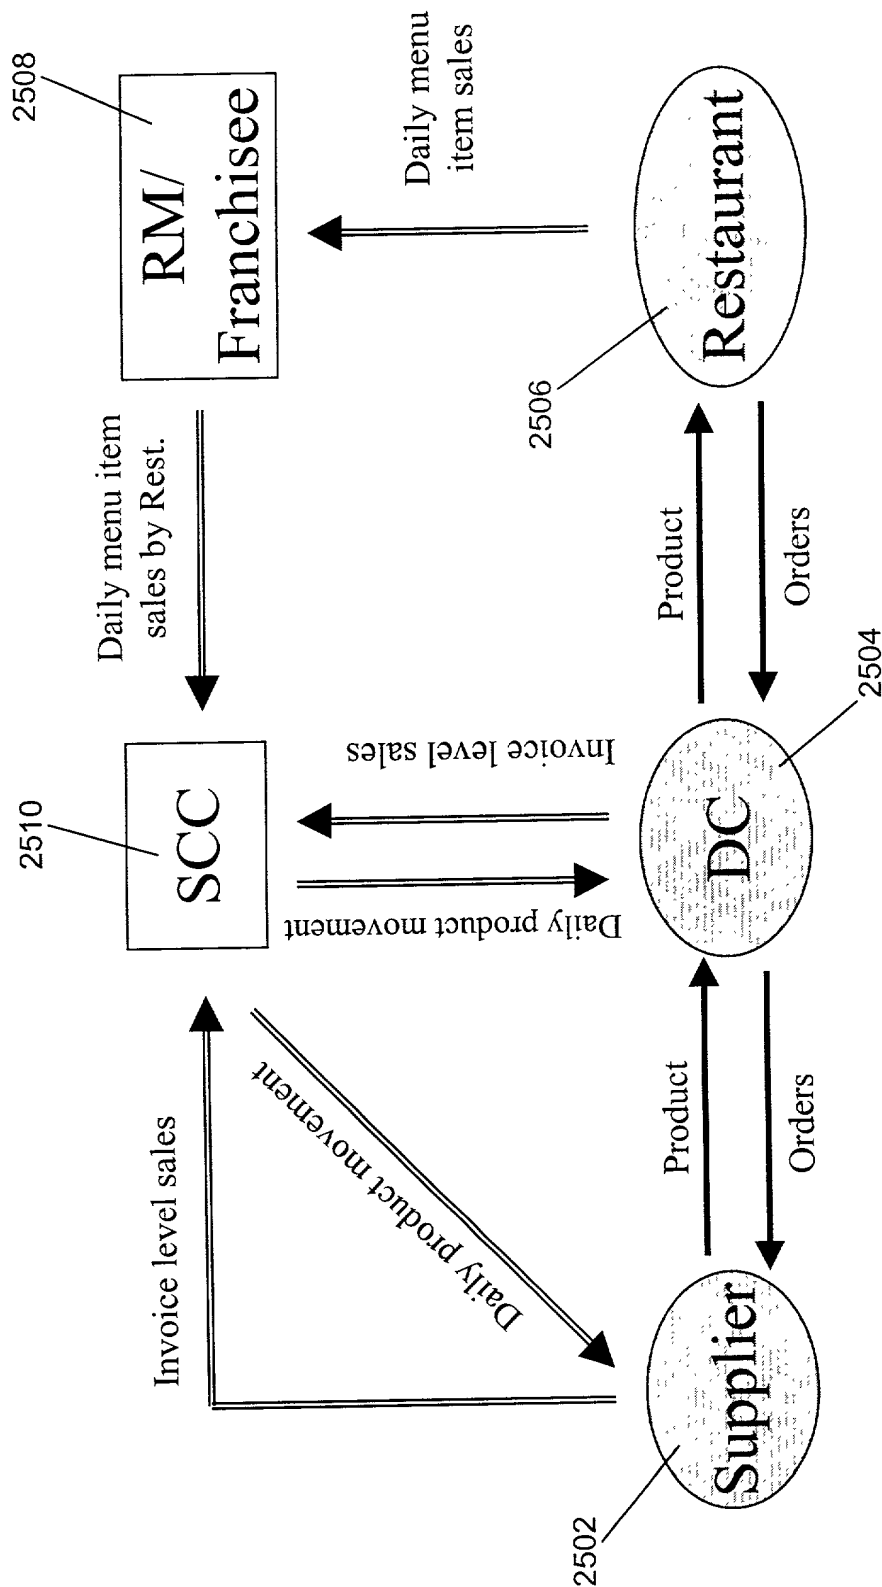 2510
2508
SCC
RM/
Franchisee
Daily menu item
sales by Rest.
Invoice level sales
Daily product movement
Daily product movement
Invoice level sales
Daily menu
item sales
2502
Supplier
Product
Orders
DC
2504
Product
Orders
2506
Restaurant